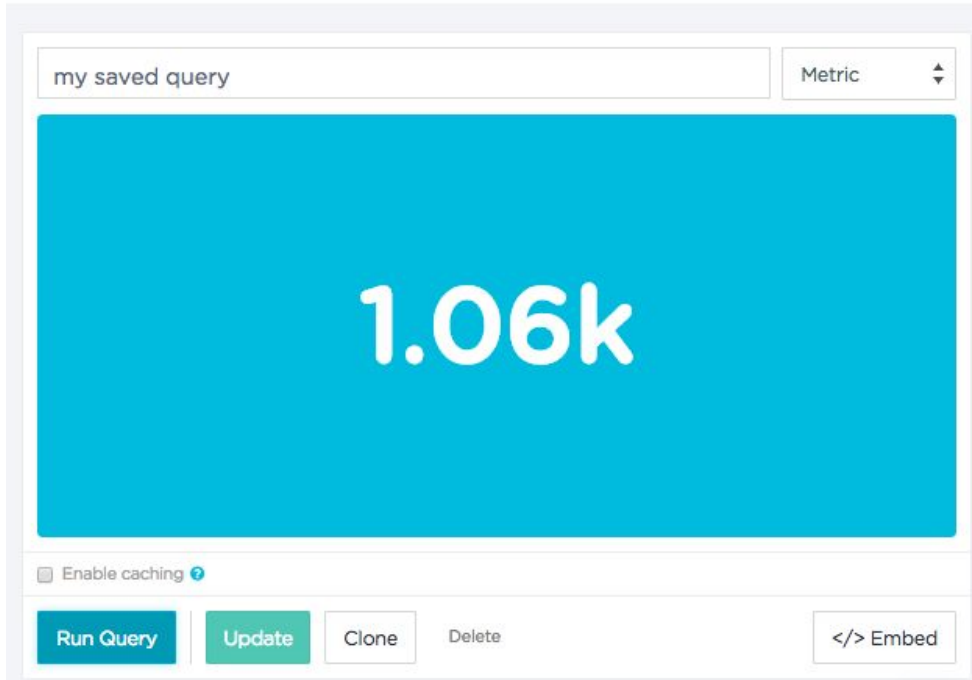 my saved query Metric
1.06k
Enable caching ?
Run Query Update Clone Delete </> Embed